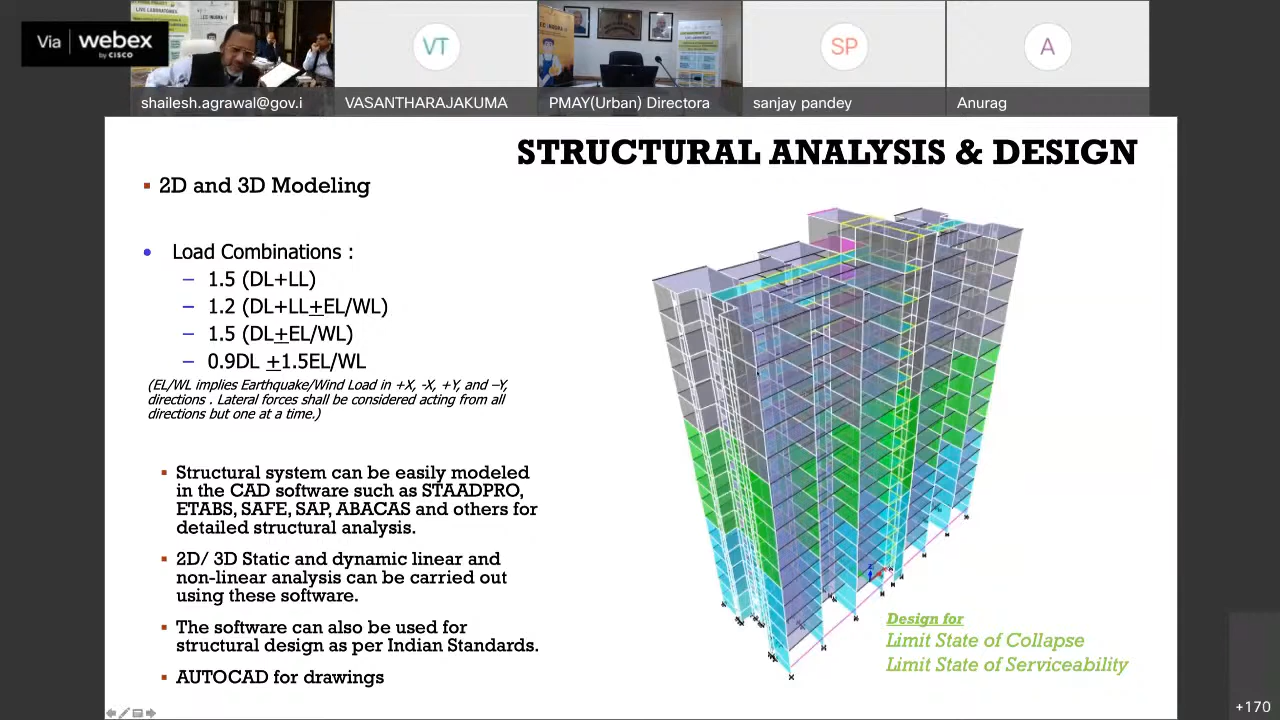 Via webex
by CISCO
VT
SP
A
shailesh.agrawal@gov.i
VASANTHARAJAKUMA
PMAY(Urban) Directora
sanjay pandey
Anurag
STRUCTURAL ANALYSIS & DESIGN
▪ 2D and 3D Modeling
• Load Combinations :
– 1.5 (DL+LL)
– 1.2 (DL+LL±EL/WL)
– 1.5 (DL±EL/WL)
– 0.9DL ±1.5EL/WL
(EL/WL implies Earthquake/Wind Load in +X, -X, +Y, and –Y,
directions . Lateral forces shall be considered acting from all
directions but one at a time.)
▪ Structural system can be easily modeled
in the CAD software such as STAADPRO,
ETABS, SAFE, SAP, ABACAS and others for
detailed structural analysis.
▪ 2D/ 3D Static and dynamic linear and
non-linear analysis can be carried out
using these software.
▪ The software can also be used for
structural design as per Indian Standards.
▪ AUTOCAD for drawings
Design for
Limit State of Collapse
Limit State of Serviceability
+170